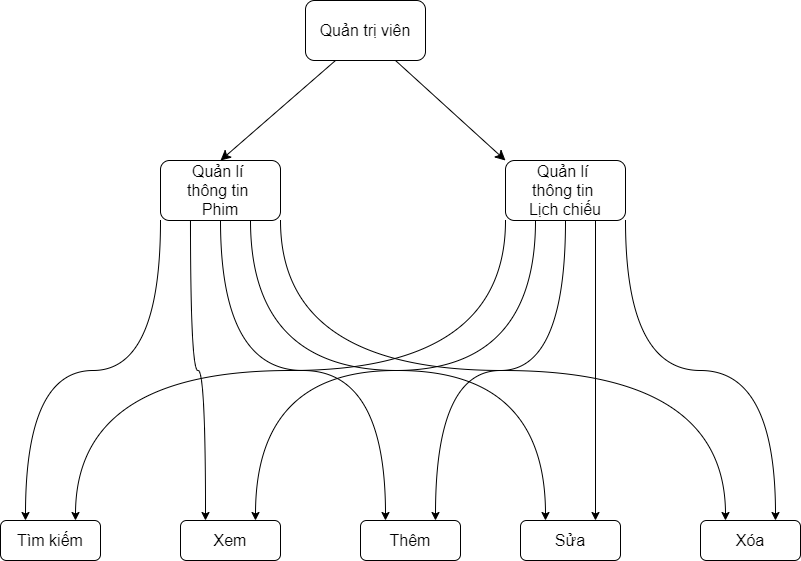 Quản trị viên
Quản lí
thông tin
Phim
Quản lí
thông tin
Lịch chiếu
Tìm kiếm
Xem
Thêm
Sửa
Xóa